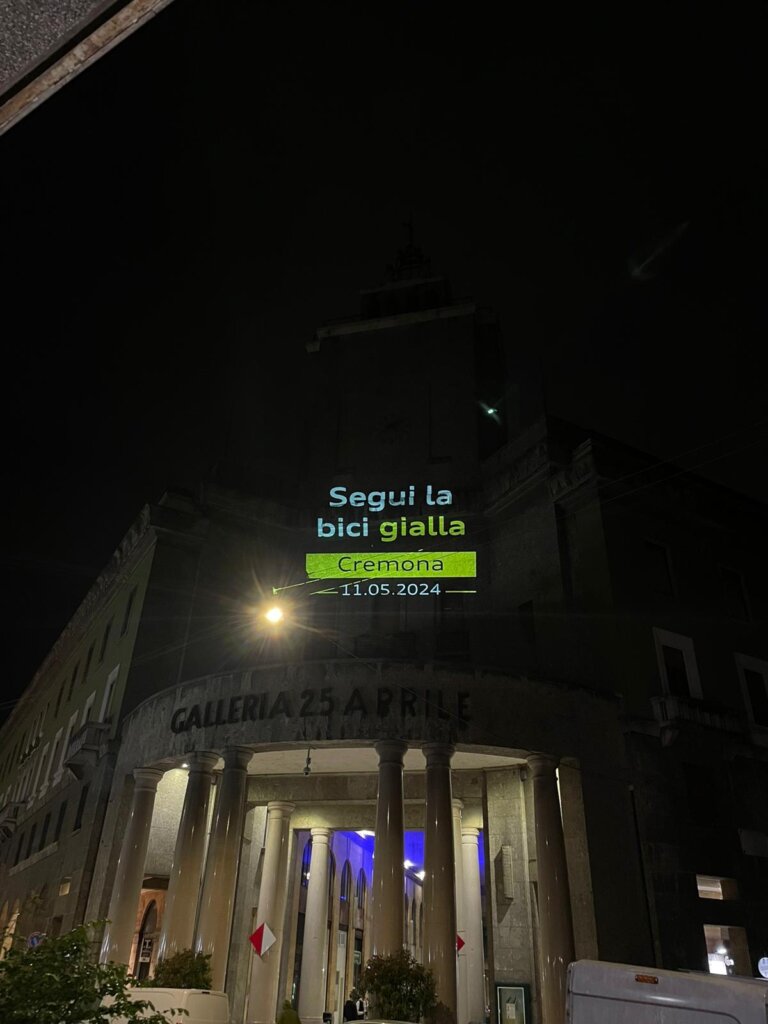 Segui la
bici gialla
Cremona
11.05.2024
GALLERIA 25 APRILE